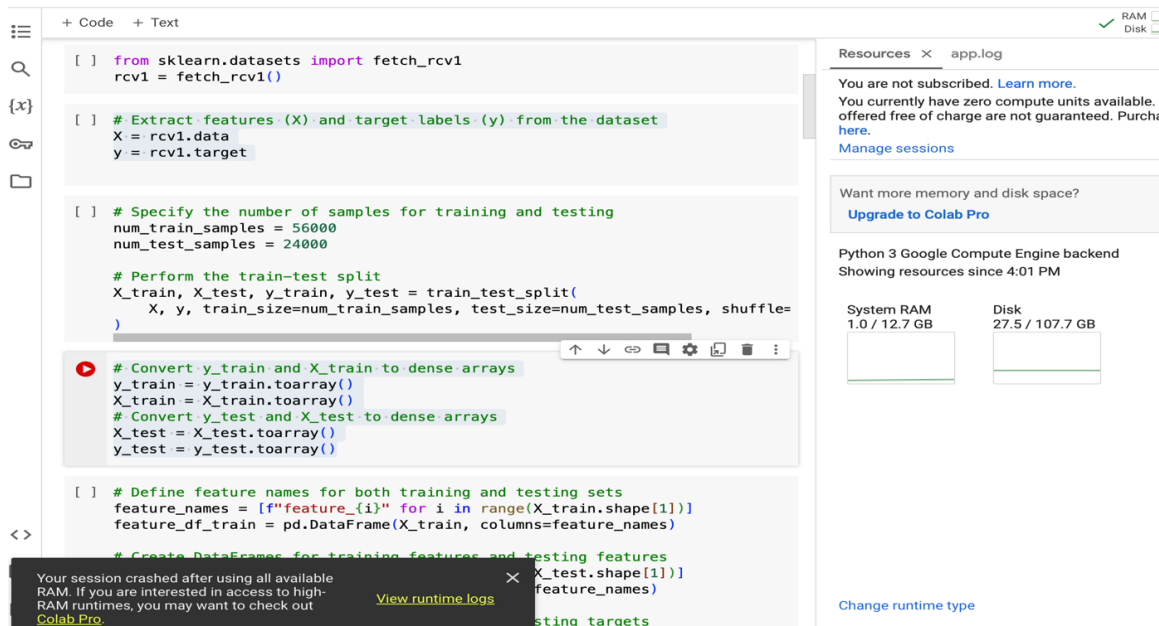 + Code + Text
RAM
Disk
[ ] from sklearn.datasets import fetch_rcv1
rcv1 = fetch_rcv1()
[ ] # Extract features (X) and target labels (y) from the dataset
X = rcv1.data
y = rcv1.target
[ ] # Specify the number of samples for training and testing
num_train_samples = 56000
num_test_samples = 24000
# Perform the train-test split
X_train, X_test, y_train, y_test = train_test_split(
X, y, train_size=num_train_samples, test_size=num_test_samples, shuffle=
)
# Convert y_train and X_train to dense arrays
y_train = y_train.toarray()
X_train = X_train.toarray()
# Convert y_test and X_test to dense arrays
X_test = X_test.toarray()
y_test = y_test.toarray()
[ ] # Define feature names for both training and testing sets
feature_names = [f"feature_{i}" for i in range(X_train.shape[1])]
feature_df_train = pd.DataFrame(X_train, columns=feature_names)
# Create DataFrames for training features and testing features
X_test.shape[1])]
feature_names)
sting targets
Your session crashed after using all available
RAM. If you are interested in access to high-
RAM runtimes, you may want to check out
Colab Pro.
View runtime logs
Resources app.log
You are not subscribed. Learn more.
You currently have zero compute units available.
offered free of charge are not guaranteed. Purcha
here.
Manage sessions
Want more memory and disk space?
Upgrade to Colab Pro
Python 3 Google Compute Engine backend
Showing resources since 4:01 PM
System RAM
1.0 / 12.7 GB
Disk
27.5 / 107.7 GB
Change runtime type